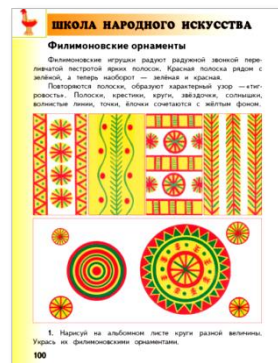 ШКОЛА НАРОДНОГО ИСКУССТВА
Филимоновские орнаменты
Филимоновские игрушки радуют радужной звонкой пере-
ливчатой пестротой ярких полосок. Красная полоска рядом с
зелёной, а теперь наоборот — зелёная и красная.
Повторяются полоски, образуют характерный узор — «тиг-
ровость». Полоски, крестики, круги, звёздочки, солнышки,
волнистые линии, точки, ёлочки сочетаются с жёлтым фоном.
1. Нарисуй на альбомном листе круги разной величины.
Укрась их филимоновскими орнаментами.
100